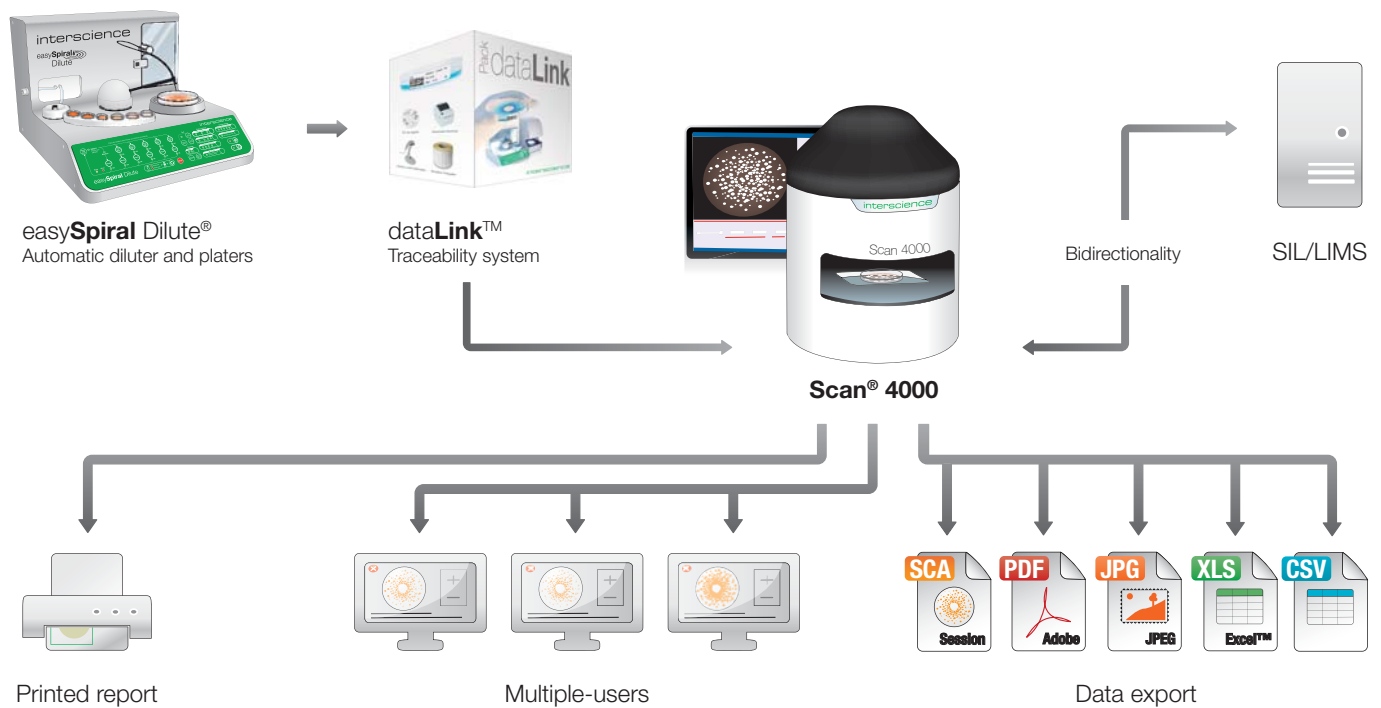 interscience
easySpiral®
Dilute
interscience
easySpiral Dilute
Pack
dataLink
interscience
interscience
Scan 4000
easySpiral Dilute®
Automatic diluter and platers
dataLink™
Traceability system
Bidirectionality
SIL/LIMS
Scan® 4000
SCA
Session
PDF
Adobe
JPG
JPEG
XLS
Excel™
CSV
Printed report
Multiple-users
Data export